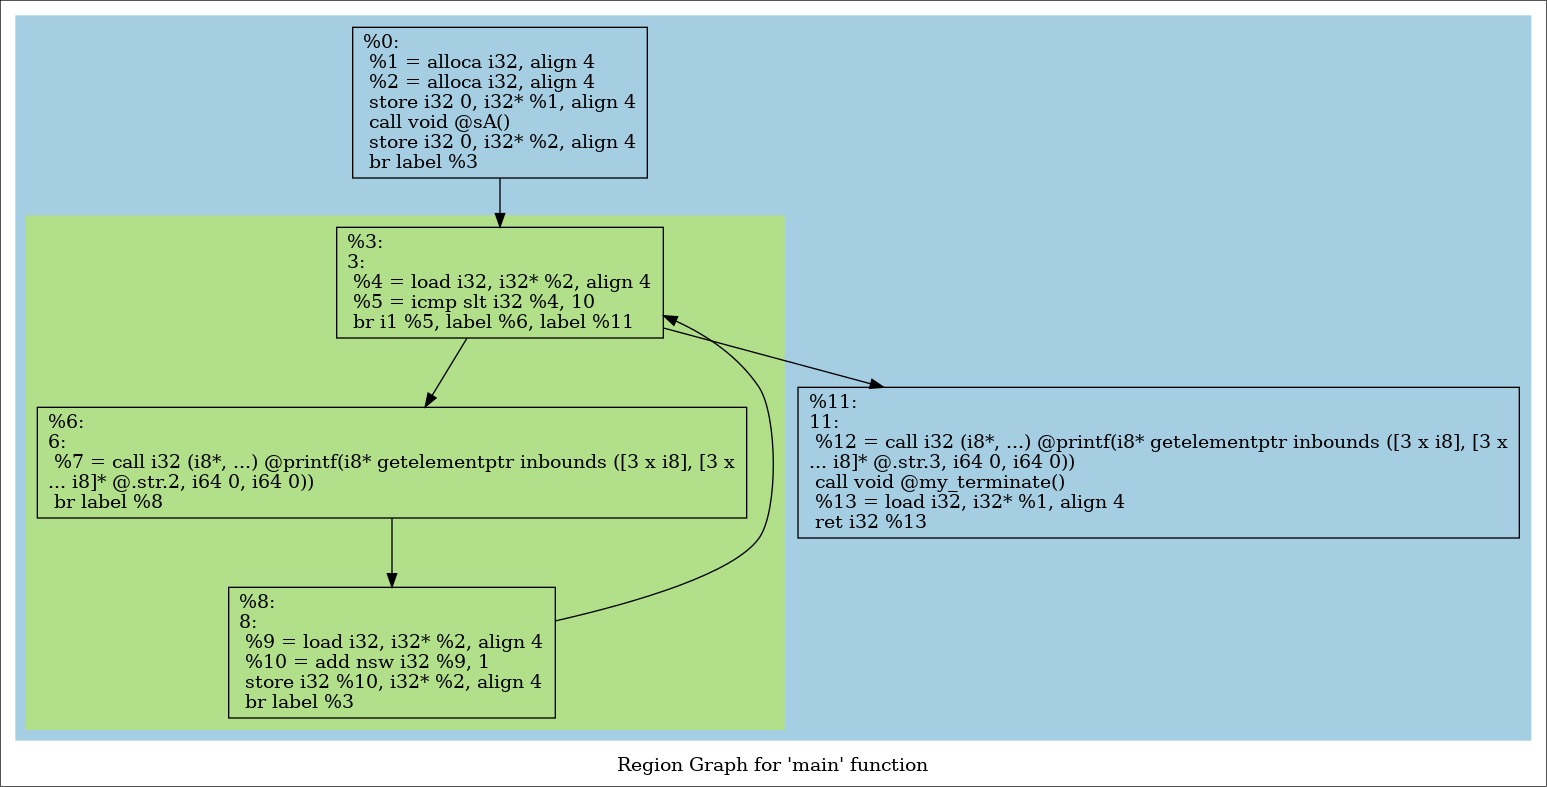 %0:
%1 = alloca i32, align 4
%2 = alloca i32, align 4
store i32 0, i32* %1, align 4
call void @sA()
store i32 0, i32* %2, align 4
br label %3
%3:
3:
%4 = load i32, i32* %2, align 4
%5 = icmp slt i32 %4, 10
br i1 %5, label %6, label %11
%6:
6:
%7 = call i32 (i8*, ...) @printf(i8* getelementptr inbounds ([3 x i8], [3 x
... i8]* @.str.2, i64 0, i64 0))
br label %8
%11:
11:
%12 = call i32 (i8*, ...) @printf(i8* getelementptr inbounds ([3 x i8], [3 x
... i8]* @.str.3, i64 0, i64 0))
call void @my_terminate()
%13 = load i32, i32* %1, align 4
ret i32 %13
%8:
8:
%9 = load i32, i32* %2, align 4
%10 = add nsw i32 %9, 1
store i32 %10, i32* %2, align 4
br label %3
Region Graph for 'main' function